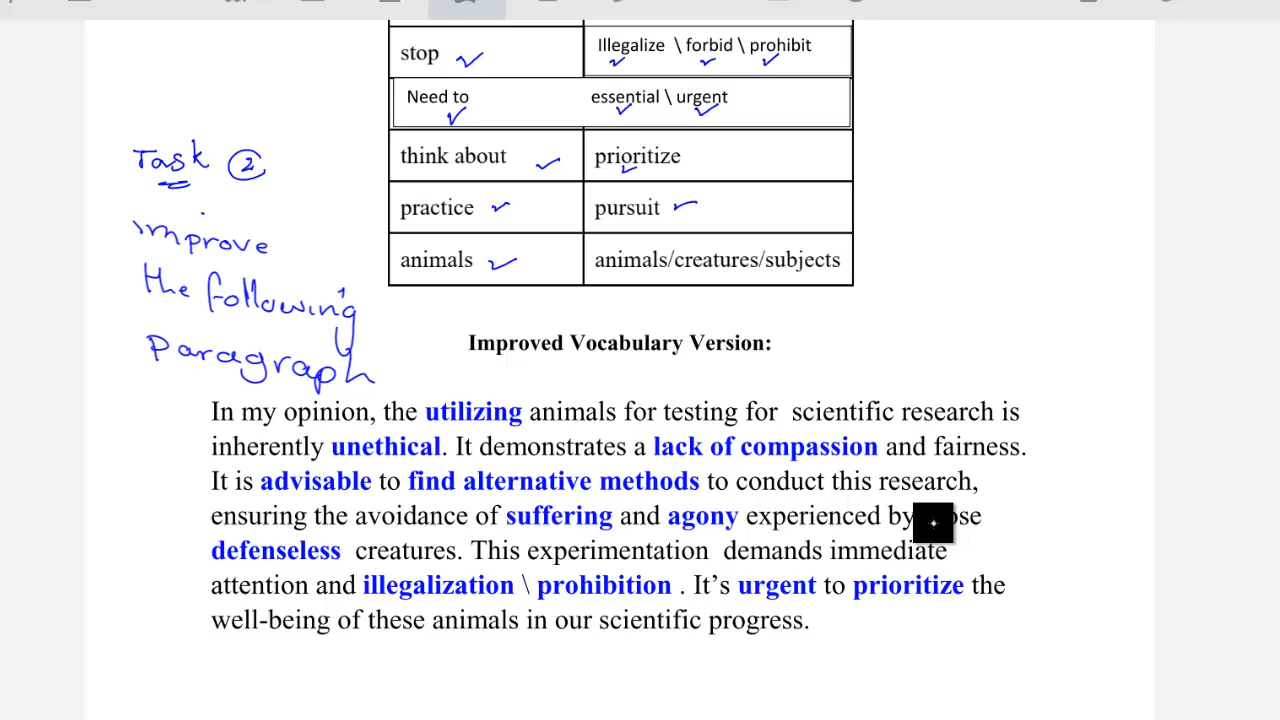 stop Illegalize \ forbid \ prohibit
Need to essential \ urgent
think about prioritize
practice pursuit
animals animals/creatures/subjects
Task 2
improve
the following
paragraph
Improved Vocabulary Version:
In my opinion, the utilizing animals for testing for scientific research is
inherently unethical. It demonstrates a lack of compassion and fairness.
It is advisable to find alternative methods to conduct this research,
ensuring the avoidance of suffering and agony experienced by
defenseless creatures. This experimentation demands immediate
attention and illegalization \ prohibition . It's urgent to prioritize the
well-being of these animals in our scientific progress.